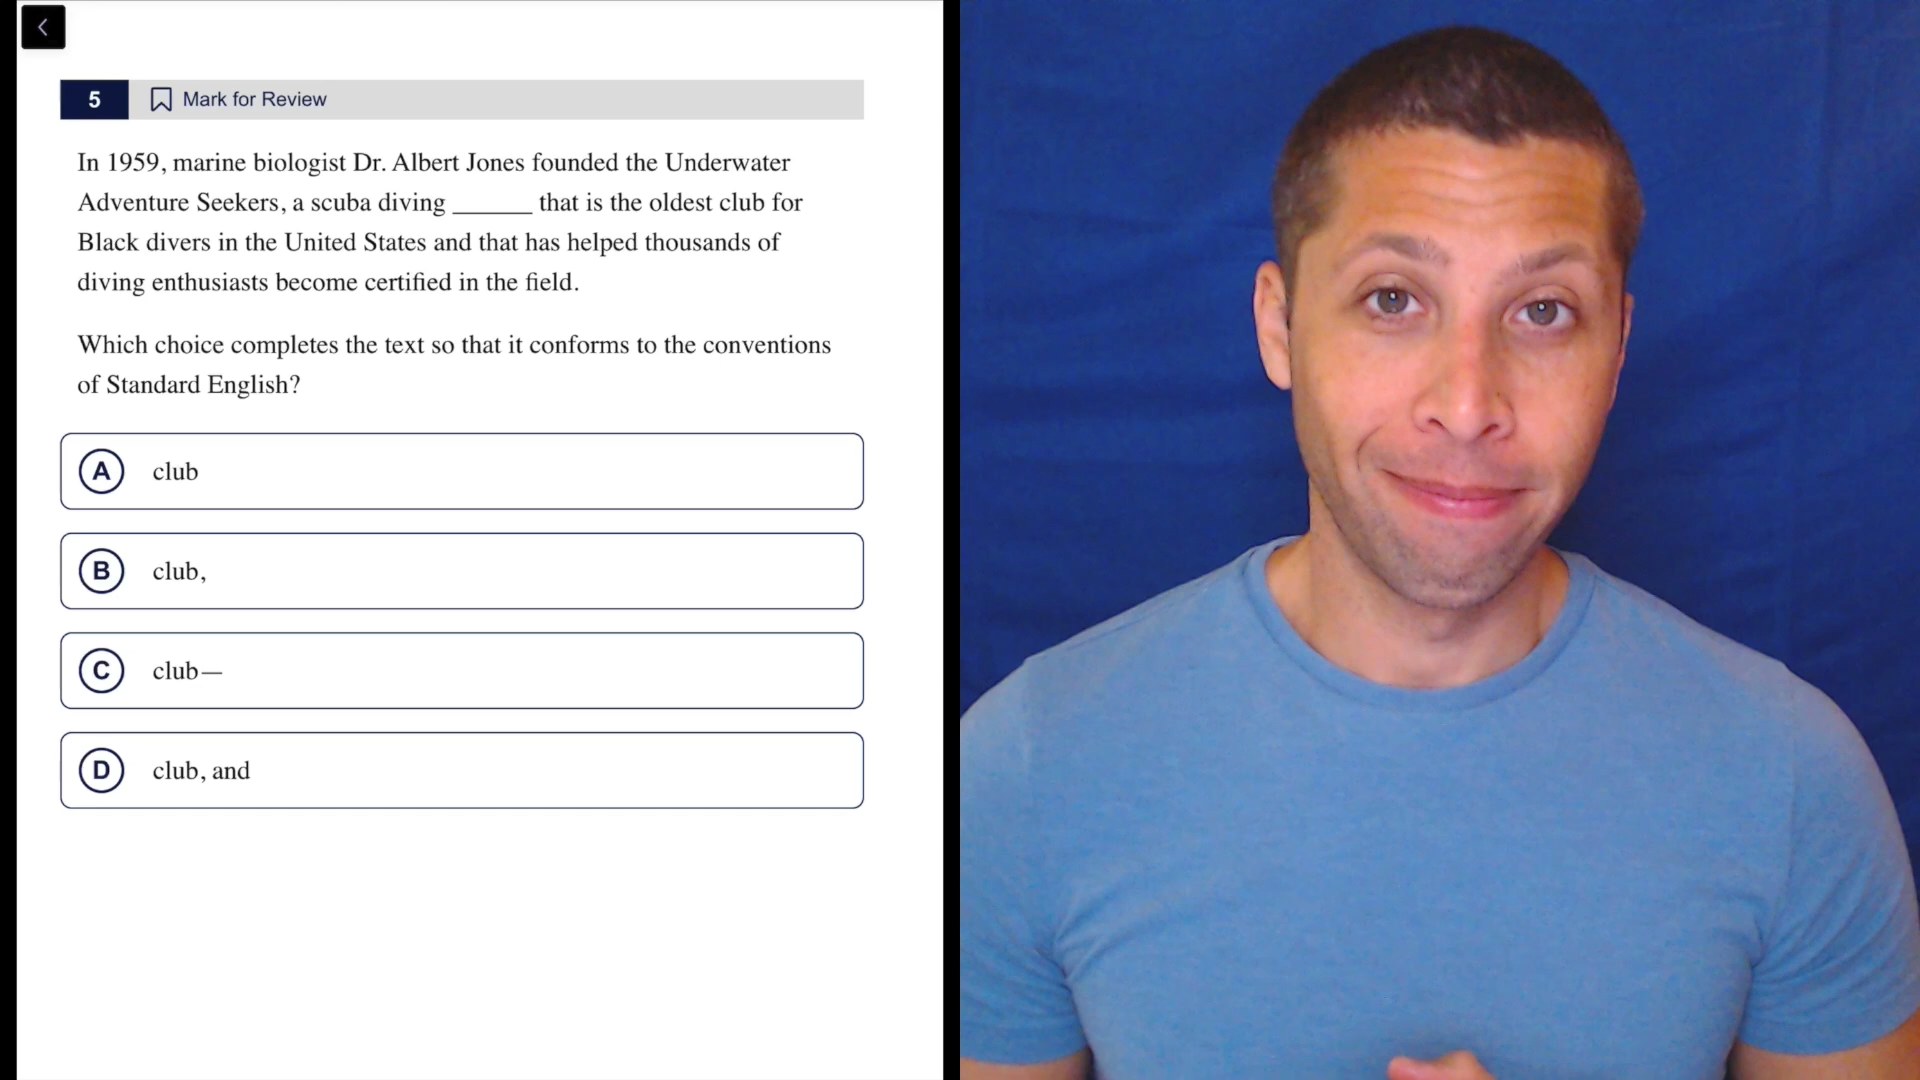 5 Mark for Review
In 1959, marine biologist Dr. Albert Jones founded the Underwater
Adventure Seekers, a scuba diving ______ that is the oldest club for
Black divers in the United States and that has helped thousands of
diving enthusiasts become certified in the field.
Which choice completes the text so that it conforms to the conventions
of Standard English?
A club
B club,
C club—
D club, and